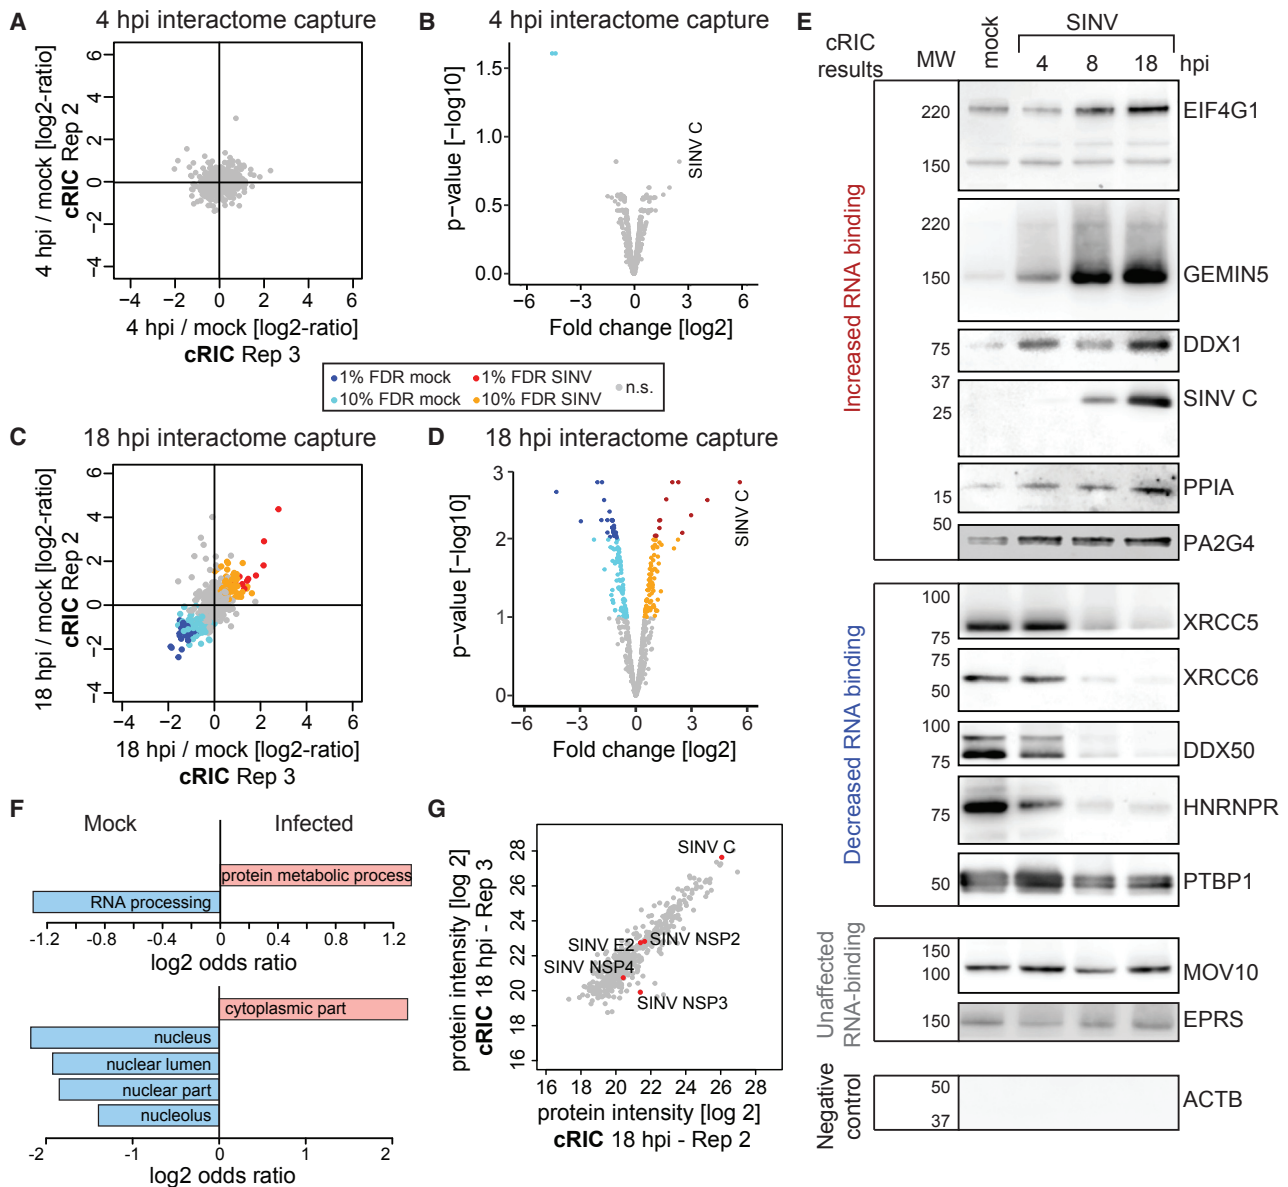 A 4 hpi interactome capture
4 hpi / mock [log2-ratio]
cRIC Rep 2
6
4
2
0
−2
−4
−4 −2 0 2 4 6
4 hpi / mock [log2-ratio]
cRIC Rep 3
B 4 hpi interactome capture
p−value [−log10]
1.5
1.0
0.5
0.0
SINV C
−6 −3 0 3 6
Fold change [log2]
1% FDR mock 1% FDR SINV n.s.
10% FDR mock 10% FDR SINV
C 18 hpi interactome capture
18 hpi / mock [log2-ratio]
cRIC Rep 2
6
4
2
0
−2
−4
−4 −2 0 2 4 6
18 hpi / mock [log2-ratio]
cRIC Rep 3
D 18 hpi interactome capture
p−value [−log10]
3
2
1
0
SINV C
−6 −3 0 3 6
Fold change [log2]
E
cRIC results
MW
mock
SINV
4 8 18 hpi
Increased RNA binding
220
150
EIF4G1
220
150
GEMIN5
75
DDX1
37
25
SINV C
15
PPIA
50
PA2G4
Decreased RNA binding
100
75
XRCC5
75
50
XRCC6
100
75
DDX50
75
HNRNPR
50
PTBP1
Unaffected RNA-binding
150
100
MOV10
150
EPRS
Negative control
50
37
ACTB
F
Mock Infected
protein metabolic process
RNA processing
-1.2 -0.8 -0.4 0 0.4 0.8 1.2
log2 odds ratio
cytoplasmic part
nucleus
nuclear lumen
nuclear part
nucleolus
-2 -1 0 1 2
log2 odds ratio
G
protein intensity [log 2]
cRIC 18 hpi - Rep 3
28
26
24
22
20
18
16
SINV C
SINV E2
SINV NSP2
SINV NSP4
SINV NSP3
16 18 20 22 24 26 28
protein intensity [log 2]
cRIC 18 hpi - Rep 2